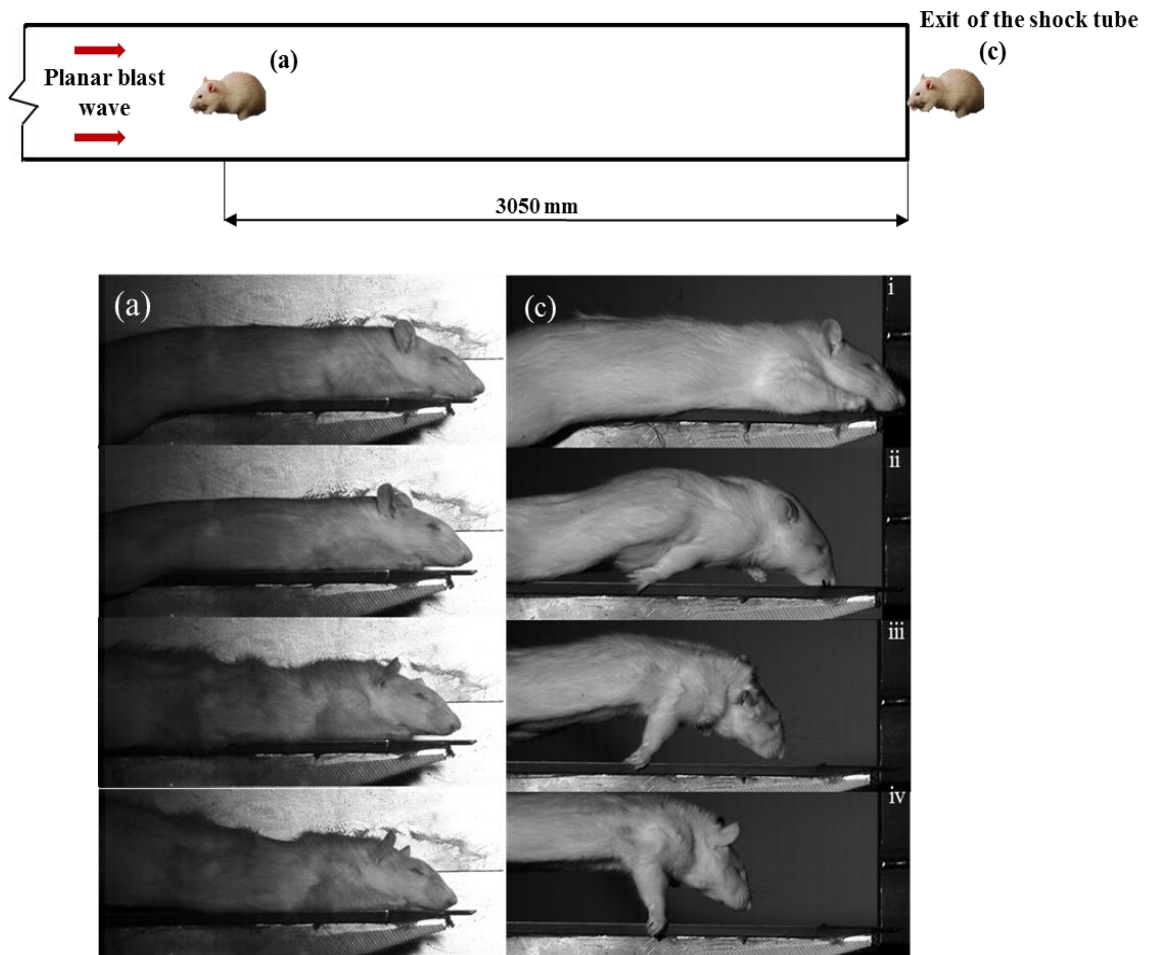 Exit of the shock tube
(c)
(a)
Planar blast
wave
3050 mm
(a)
(c)
i
ii
iii
iv